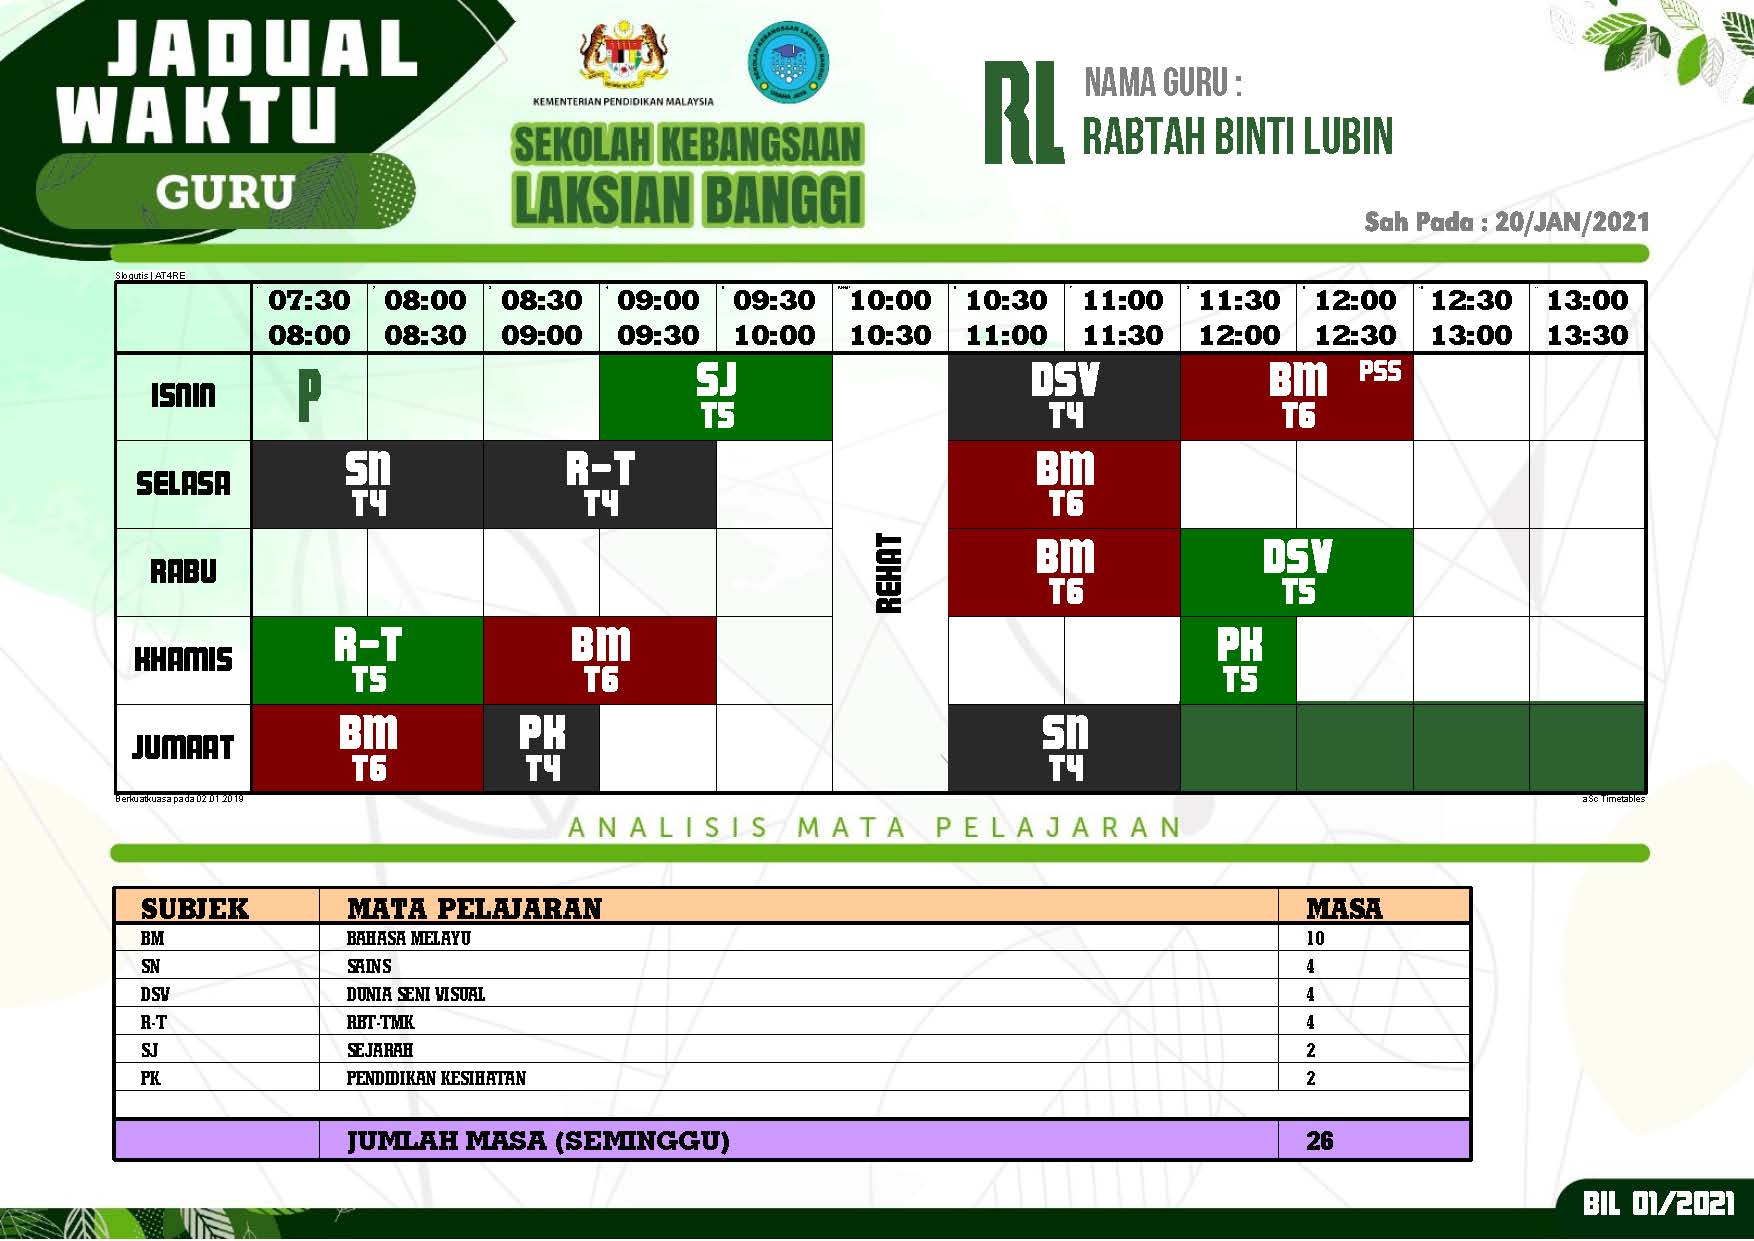 JADUAL
WAKTU
GURU
KEMENTERIAN PENDIDIKAN MALAYSIA
SEKOLAH KEBANGSAAN LAKSIAN BANGGI
SEKOLAH KEBANGSAAN
LAKSIAN BANGGI
RL
NAMA GURU :
RABTAH BINTI LUBIN
Sah Pada : 20/JAN/2021
Slogutis | AT4RE
07:30 08:00 08:30 09:00 09:30 10:00 10:30 11:00 11:30 12:00 12:30 13:00
08:00 08:30 09:00 09:30 10:00 10:30 11:00 11:30 12:00 12:30 13:00 13:30
ISNIN P SJ DSV BM PSS
T5 T4 T6
SELASA SN R-T BM
T4 T4 T6
REHAT
RABU BM DSV
T6 T5
KHAMIS R-T BM PK
T5 T6 T5
JUMAAT BM PK SN
T6 T4 T4
Berkuatkuasa pada 02.01.2019
aSc Timetables
ANALISIS MATA PELAJARAN
SUBJEK MATA PELAJARAN MASA
BM BAHASA MELAYU 10
SN SAINS 4
DSV DUNIA SENI VISUAL 4
R-T RBT-TMK 4
SJ SEJARAH 2
PK PENDIDIKAN KESIHATAN 2
JUMLAH MASA (SEMINGGU) 26
BIL 01/2021